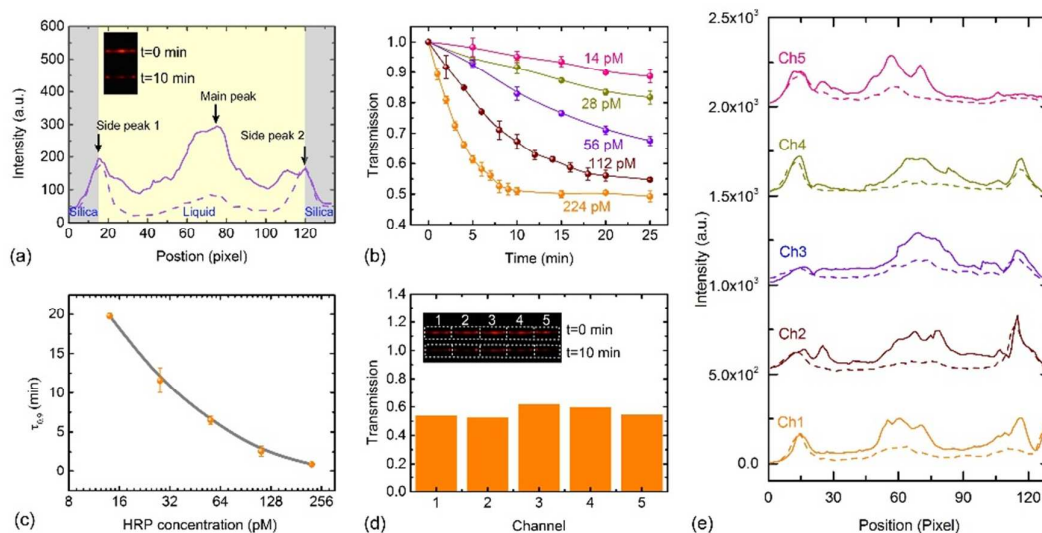 600
500
400
300
200
100
0
Intensity (a.u.)
t=0 min
t=10 min
Main peak
Side peak 1
Side peak 2
Silica
Liquid
Silica
0 20 40 60 80 100 120
Postion (pixel)
(a)
1.1
1.0
0.9
0.8
0.7
0.6
0.5
0.4
Transmission
14 pM
28 pM
56 pM
112 pM
224 pM
0 5 10 15 20 25
Time (min)
(b)
20
15
10
5
0
τ0.9 (min)
8 16 32 64 128 256
HRP concentration (pM)
(c)
1.4
1.2
1.0
0.8
0.6
0.4
0.2
0.0
Transmission
1 2 3 4 5
t=0 min
t=10 min
1 2 3 4 5
Channel
(d)
2.5x10³
2.0x10³
1.5x10³
1.0x10³
5.0x10²
0.0
Intensity (a.u.)
Ch5
Ch4
Ch3
Ch2
Ch1
0 30 60 90 120
Position (Pixel)
(e)